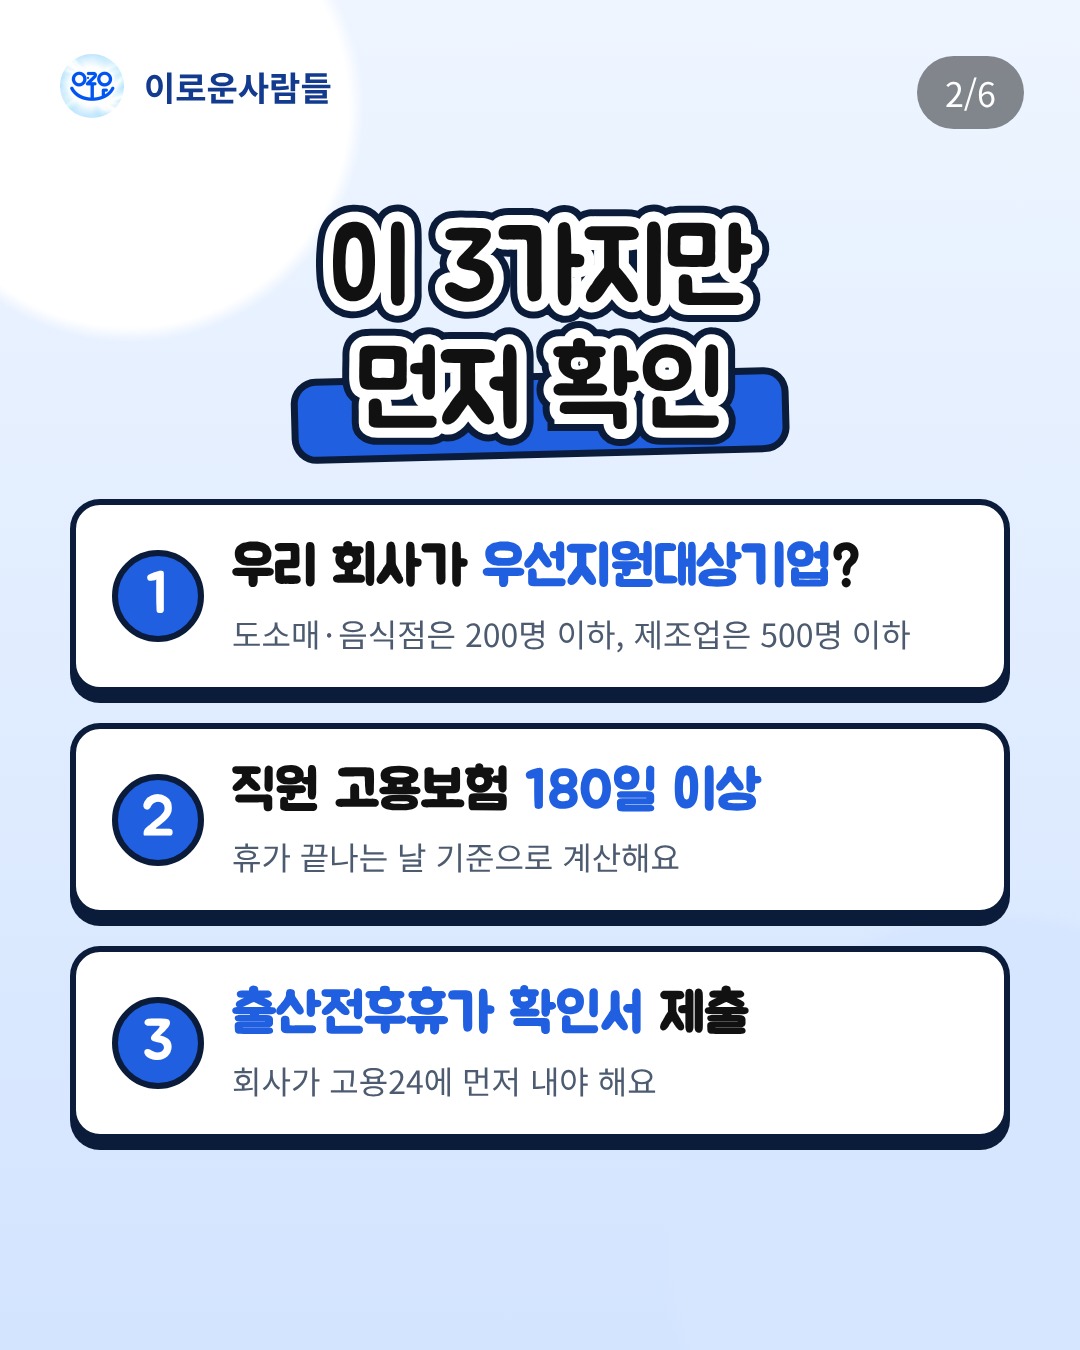 이로운사람들
2/6
이 3가지만
먼저 확인
1
우리 회사가 우선지원대상기업?
도소매·음식점은 200명 이하, 제조업은 500명 이하
2
직원 고용보험 180일 이상
휴가 끝나는 날 기준으로 계산해요
3
출산전후휴가 확인서 제출
회사가 고용24에 먼저 내야 해요